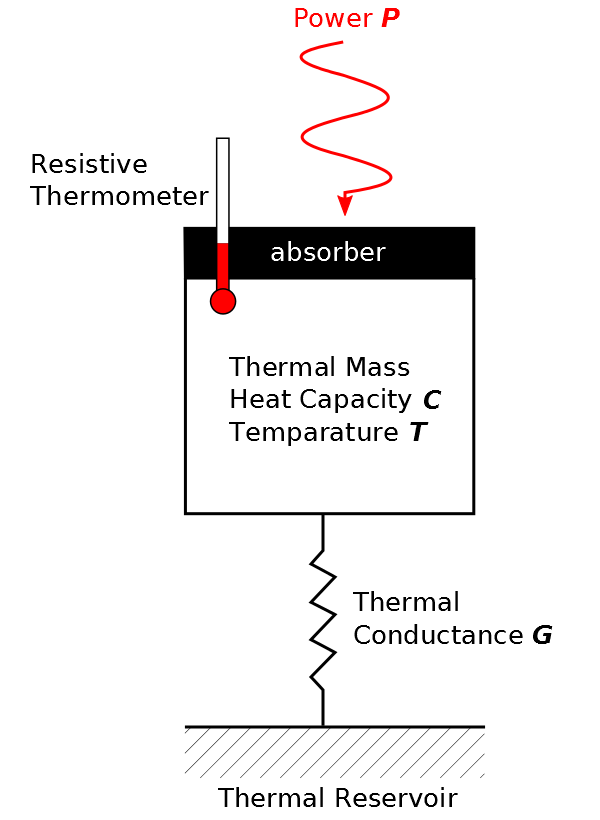 Power P
Resistive
Thermometer
absorber
Thermal Mass
Heat Capacity C
Temparature T
Thermal
Conductance G
Thermal Reservoir